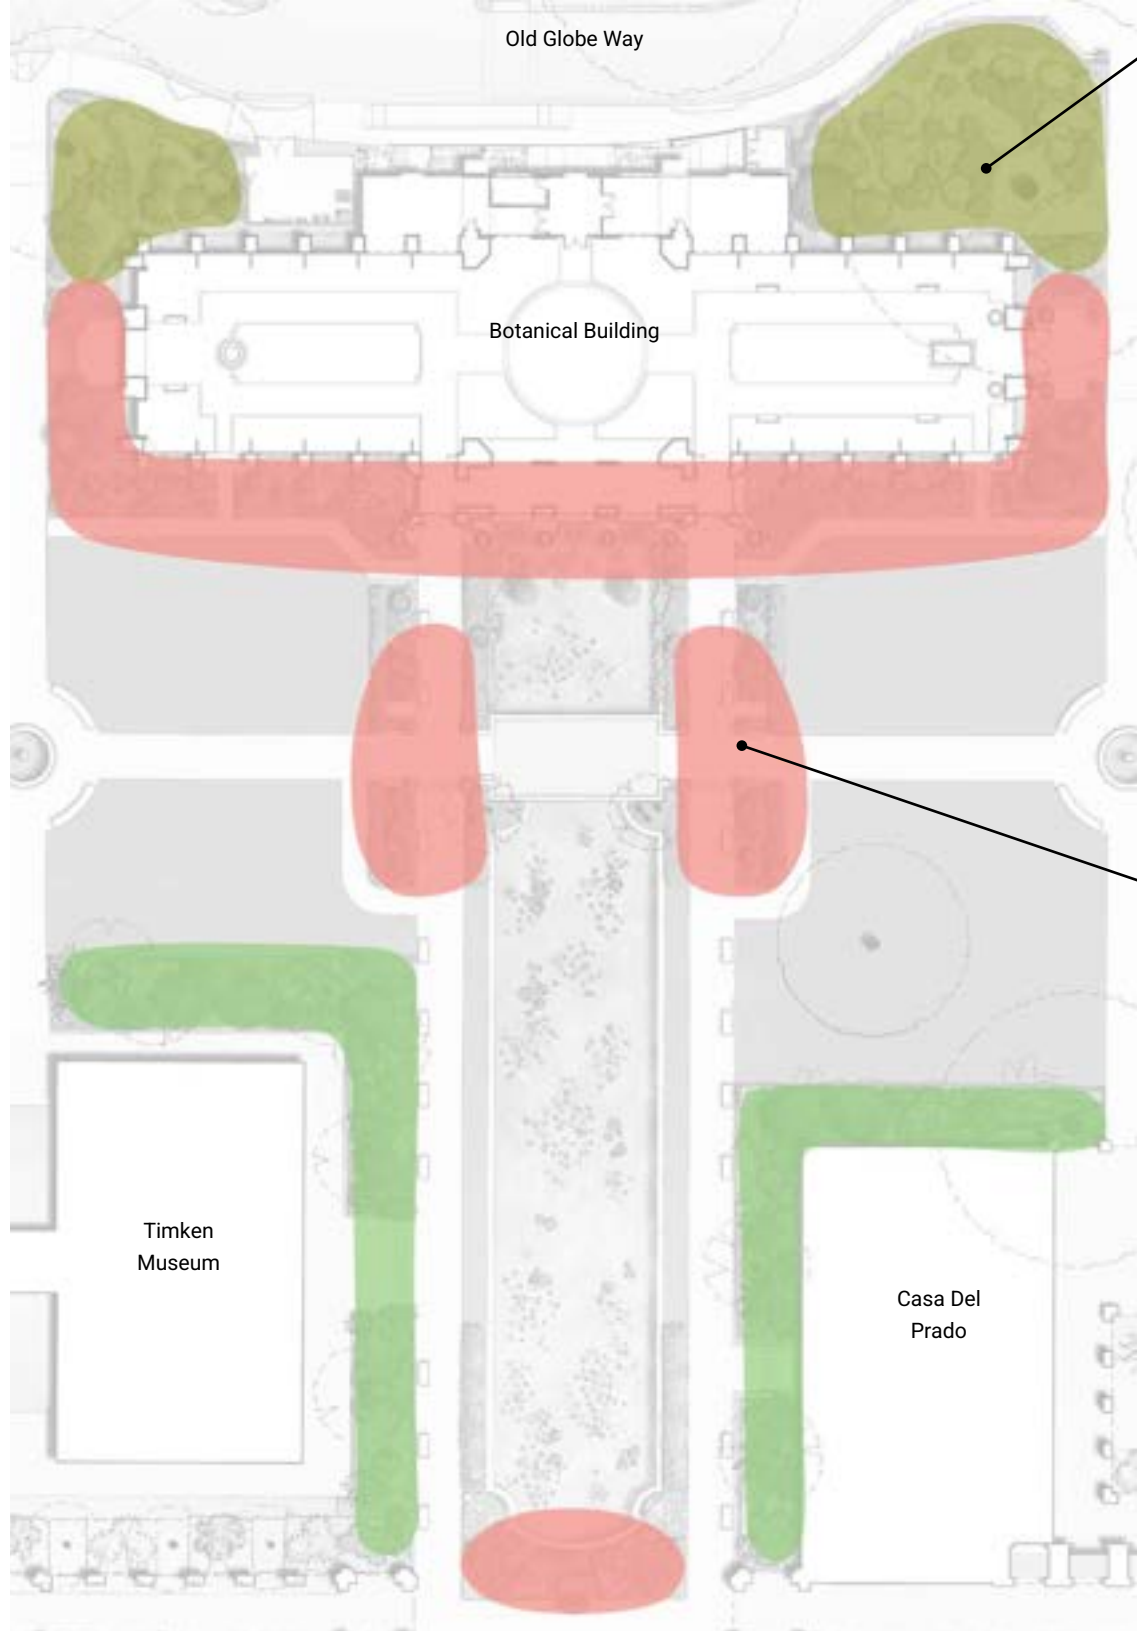 Old Globe Way
Botanical Building
Timken
Museum
Casa Del
Prado